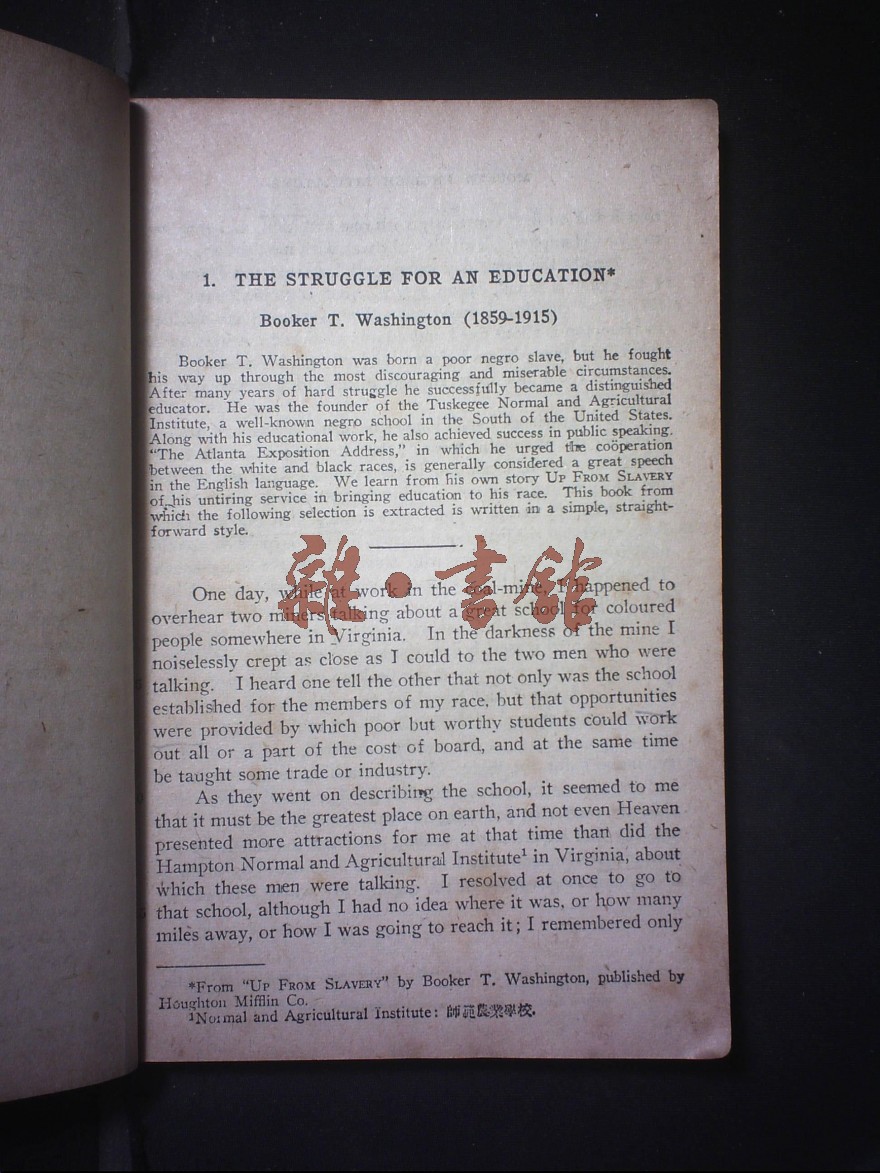 1. THE STRUGGLE FOR AN EDUCATION*
Booker T. Washington (1859-1915)
Booker T. Washington was born a poor negro slave, but he fought
his way up through the most discouraging and miserable circumstances.
After many years of hard struggle he successfully became a distinguished
educator. He was the founder of the Tuskegee Normal and Agricultural
Institute, a well-known negro school in the South of the United States.
Along with his educational work, he also achieved success in public speaking.
"The Atlanta Exposition Address," in which he urged the coöperation
between the white and black races, is generally considered a great speech
in the English language. We learn from his own story UP FROM SLAVERY
of his untiring service in bringing education to his race. This book from
which the following selection is extracted is written in a simple, straight-
forward style.
雜·書館
One day, while at work in the coal-mine, I happened to
overhear two miners talking about a great school for coloured
people somewhere in Virginia. In the darkness of the mine I
noiselessly crept as close as I could to the two men who were
talking. I heard one tell the other that not only was the school
established for the members of my race, but that opportunities
were provided by which poor but worthy students could work
out all or a part of the cost of board, and at the same time
be taught some trade or industry.
As they went on describing the school, it seemed to me
that it must be the greatest place on earth, and not even Heaven
presented more attractions for me at that time than did the
Hampton Normal and Agricultural Institute¹ in Virginia, about
which these men were talking. I resolved at once to go to
that school, although I had no idea where it was, or how many
miles away, or how I was going to reach it; I remembered only
*From "UP FROM SLAVERY" by Booker T. Washington, published by
Houghton Mifflin Co.
¹Normal and Agricultural Institute: 師範農業學校.